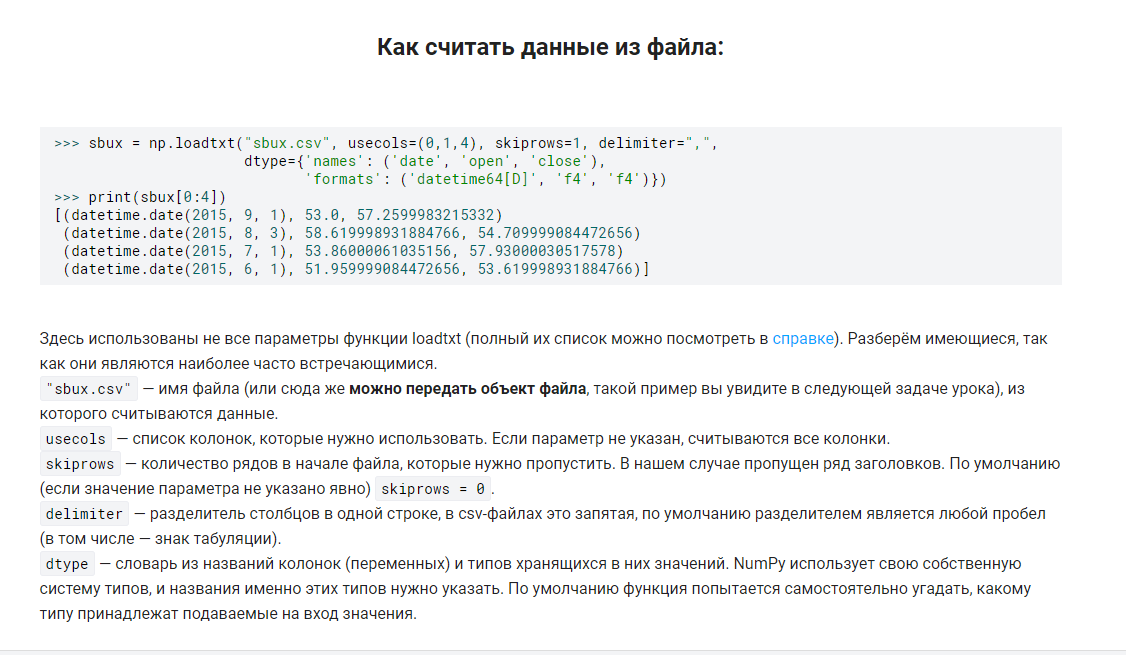 Как считать данные из файла:
>>> sbux = np.loadtxt("sbux.csv", usecols=(0,1,4), skiprows=1, delimiter=",",
dtype={'names': ('date', 'open', 'close'),
'formats': ('datetime64[D]', 'f4', 'f4')})
>>> print(sbux[0:4])
[(datetime.date(2015, 9, 1), 53.0, 57.2599983215332)
(datetime.date(2015, 8, 3), 58.619998931884766, 54.709999084472656)
(datetime.date(2015, 7, 1), 53.86000061035156, 57.93000030517578)
(datetime.date(2015, 6, 1), 51.959999084472656, 53.619998931884766)]
Здесь использованы не все параметры функции loadtxt (полный их список можно посмотреть в справке). Разберём имеющиеся, так
как они являются наиболее часто встречающимися.
"sbux.csv" — имя файла (или сюда же можно передать объект файла, такой пример вы увидите в следующей задаче урока), из
которого считываются данные.
usecols — список колонок, которые нужно использовать. Если параметр не указан, считываются все колонки.
skiprows — количество рядов в начале файла, которые нужно пропустить. В нашем случае пропущен ряд заголовков. По умолчанию
(если значение параметра не указано явно) skiprows = 0.
delimiter — разделитель столбцов в одной строке, в csv-файлах это запятая, по умолчанию разделителем является любой пробел
(в том числе — знак табуляции).
dtype — словарь из названий колонок (переменных) и типов хранящихся в них значений. NumPy использует свою собственную
систему типов, и названия именно этих типов нужно указать. По умолчанию функция попытается самостоятельно угадать, какому
типу принадлежат подаваемые на вход значения.